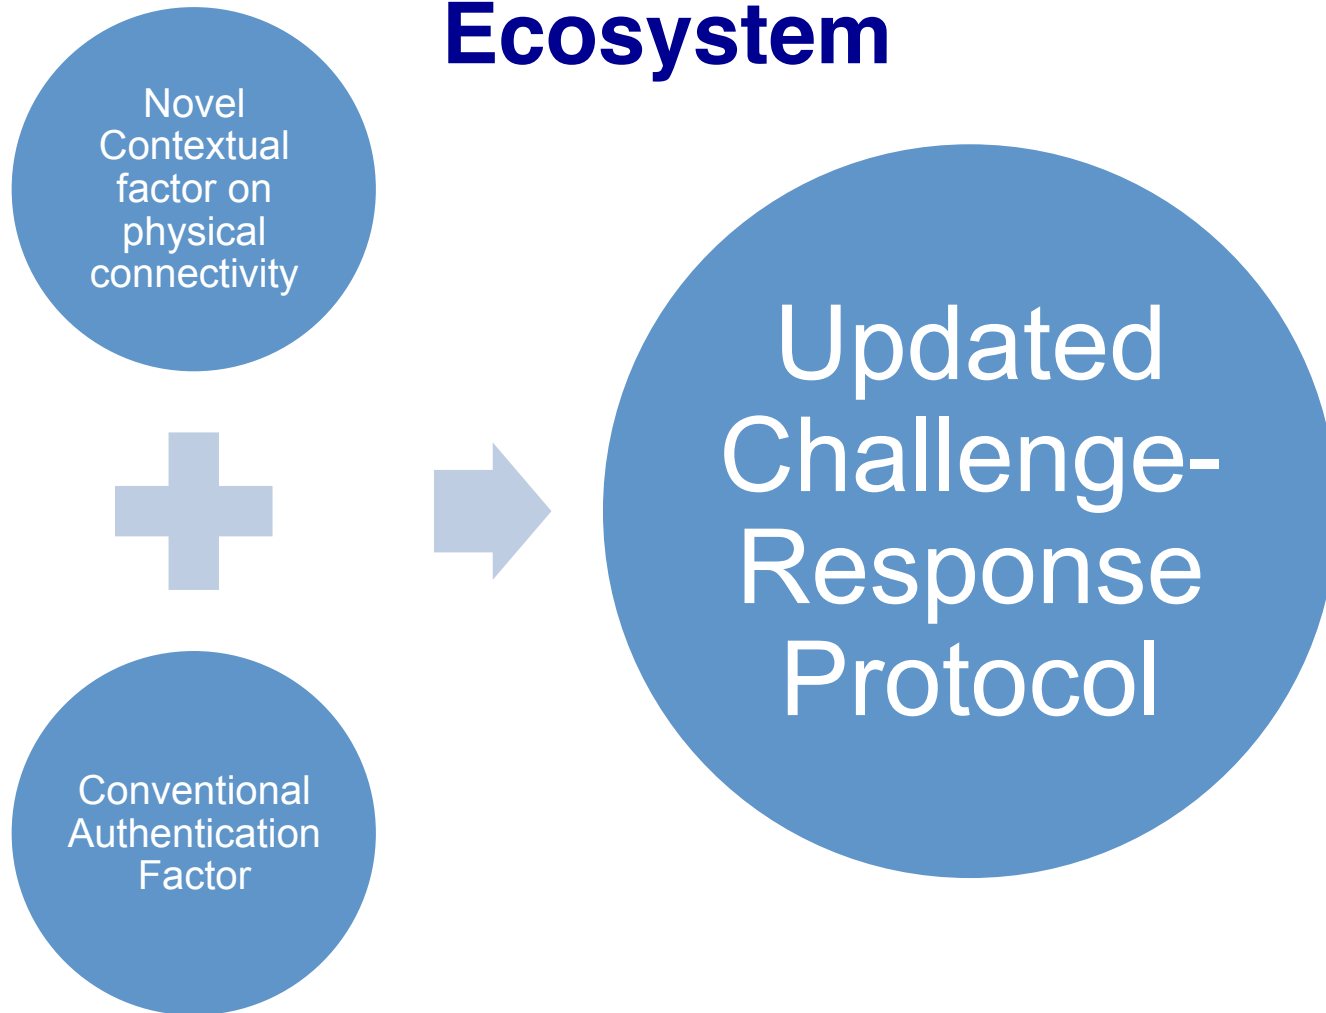 Ecosystem
Novel
Contextual
factor on
physical
connectivity
Conventional
Authentication
Factor
Updated
Challenge-
Response
Protocol